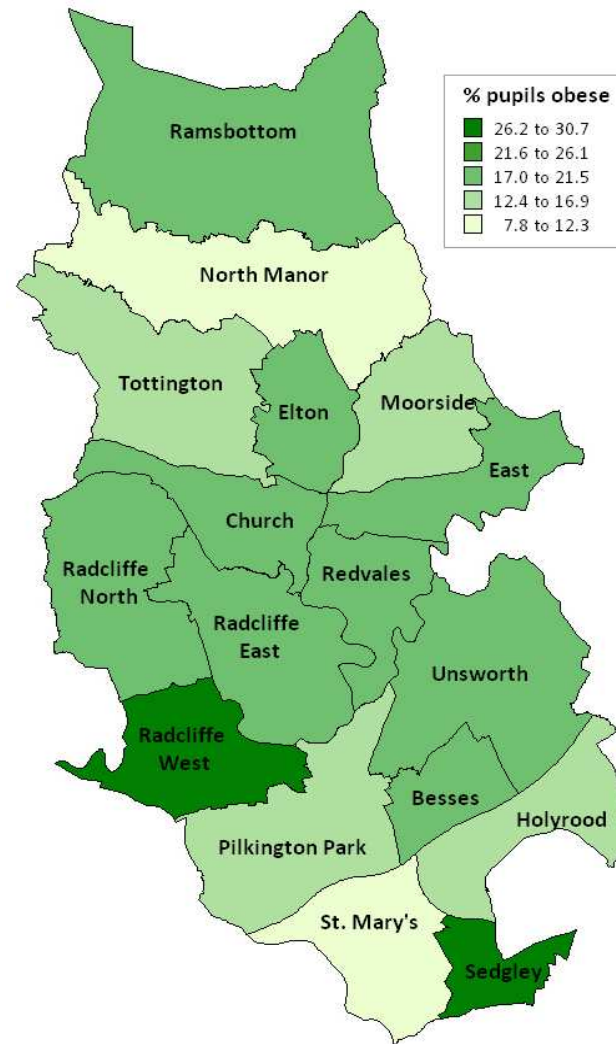 % pupils obese
26.2 to 30.7
21.6 to 26.1
17.0 to 21.5
12.4 to 16.9
7.8 to 12.3
Ramsbottom
North Manor
Tottington
Elton
Moorside
East
Church
Radcliffe
North
Redvales
Radcliffe
East
Unsworth
Radcliffe
West
Besses
Holyrood
Pilkington Park
St. Mary's
Sedgley